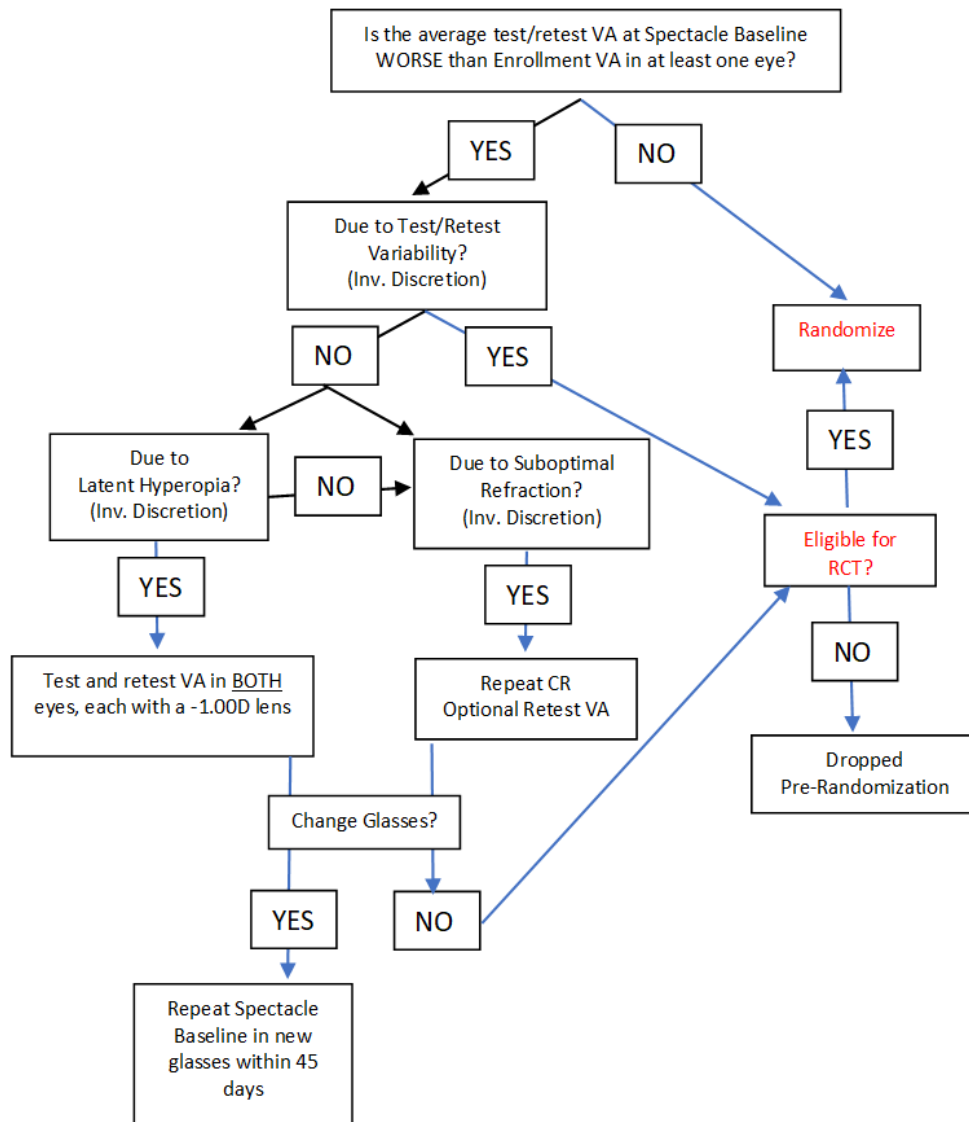 Is the average test/retest VA at Spectacle Baseline
WORSE than Enrollment VA in at least one eye?
YES
NO
Due to Test/Retest
Variability?
(Inv. Discretion)
NO
YES
Randomize
YES
Due to
Latent Hyperopia?
(Inv. Discretion)
NO
Due to Suboptimal
Refraction?
(Inv. Discretion)
Eligible for
RCT?
YES
YES
NO
Test and retest VA in BOTH
eyes, each with a -1.00D lens
Repeat CR
Optional Retest VA
Dropped
Pre-Randomization
Change Glasses?
YES
NO
Repeat Spectacle
Baseline in new
glasses within 45
days